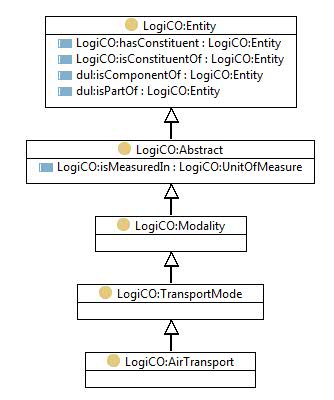 LogiCO:Entity
LogiCO:hasConstituent : LogiCO:Entity
LogiCO:isConstituentOf : LogiCO:Entity
dul:isComponentOf : LogiCO:Entity
dul:isPartOf : LogiCO:Entity
LogiCO:Abstract
LogiCO:isMeasuredIn : LogiCO:UnitOfMeasure
LogiCO:Modality
LogiCO:TransportMode
LogiCO:AirTransport